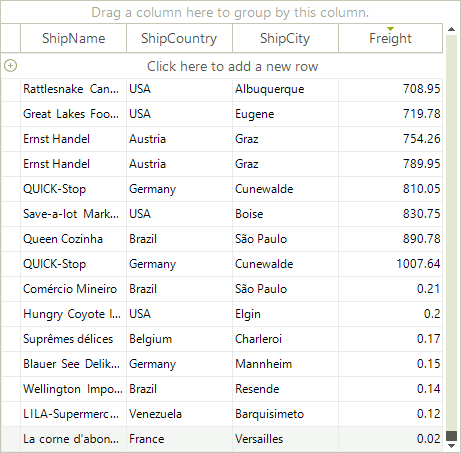 Drag a column here to group by this column.
ShipName ShipCountry ShipCity Freight
Click here to add a new row
Rattlesnake Can... USA Albuquerque 708.95
Great Lakes Foo... USA Eugene 719.78
Ernst Handel Austria Graz 754.26
Ernst Handel Austria Graz 789.95
QUICK-Stop Germany Cunewalde 810.05
Save-a-lot Mark... USA Boise 830.75
Queen Cozinha Brazil São Paulo 890.78
QUICK-Stop Germany Cunewalde 1007.64
Comércio Mineiro Brazil São Paulo 0.21
Hungry Coyote I... USA Elgin 0.2
Suprêmes délices Belgium Charleroi 0.17
Blauer See Delik... Germany Mannheim 0.15
Wellington Impo... Brazil Resende 0.14
LILA-Supermerc... Venezuela Barquisimeto 0.12
La corne d'abon... France Versailles 0.02